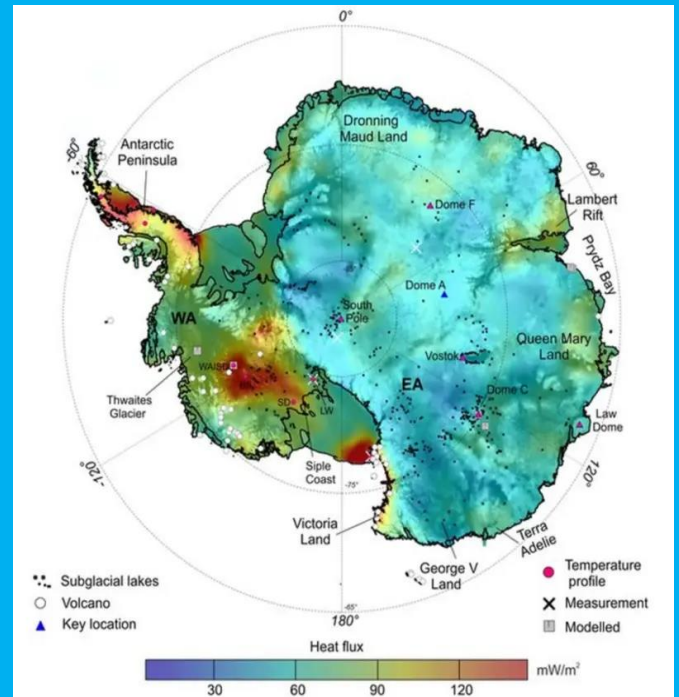 0°
Antarctic
Peninsula
-60°
Dronning
Maud Land
60°
Lambert
Rift
Dome F
Prydz Bay
Dome A
South
Pole
WA
Queen Mary
Land
Vostok
WAISD
EA
Dome C
Thwaites
Glacier
SD
LW
Law
Dome
Siple
Coast
-120°
120°
-75°
Victoria
Land
Terra
Adelie
George V
Land
-65°
180°
Subglacial lakes
Volcano
Key location
Temperature
profile
Measurement
Modelled
Heat flux
30 60 90 120 mW/m²